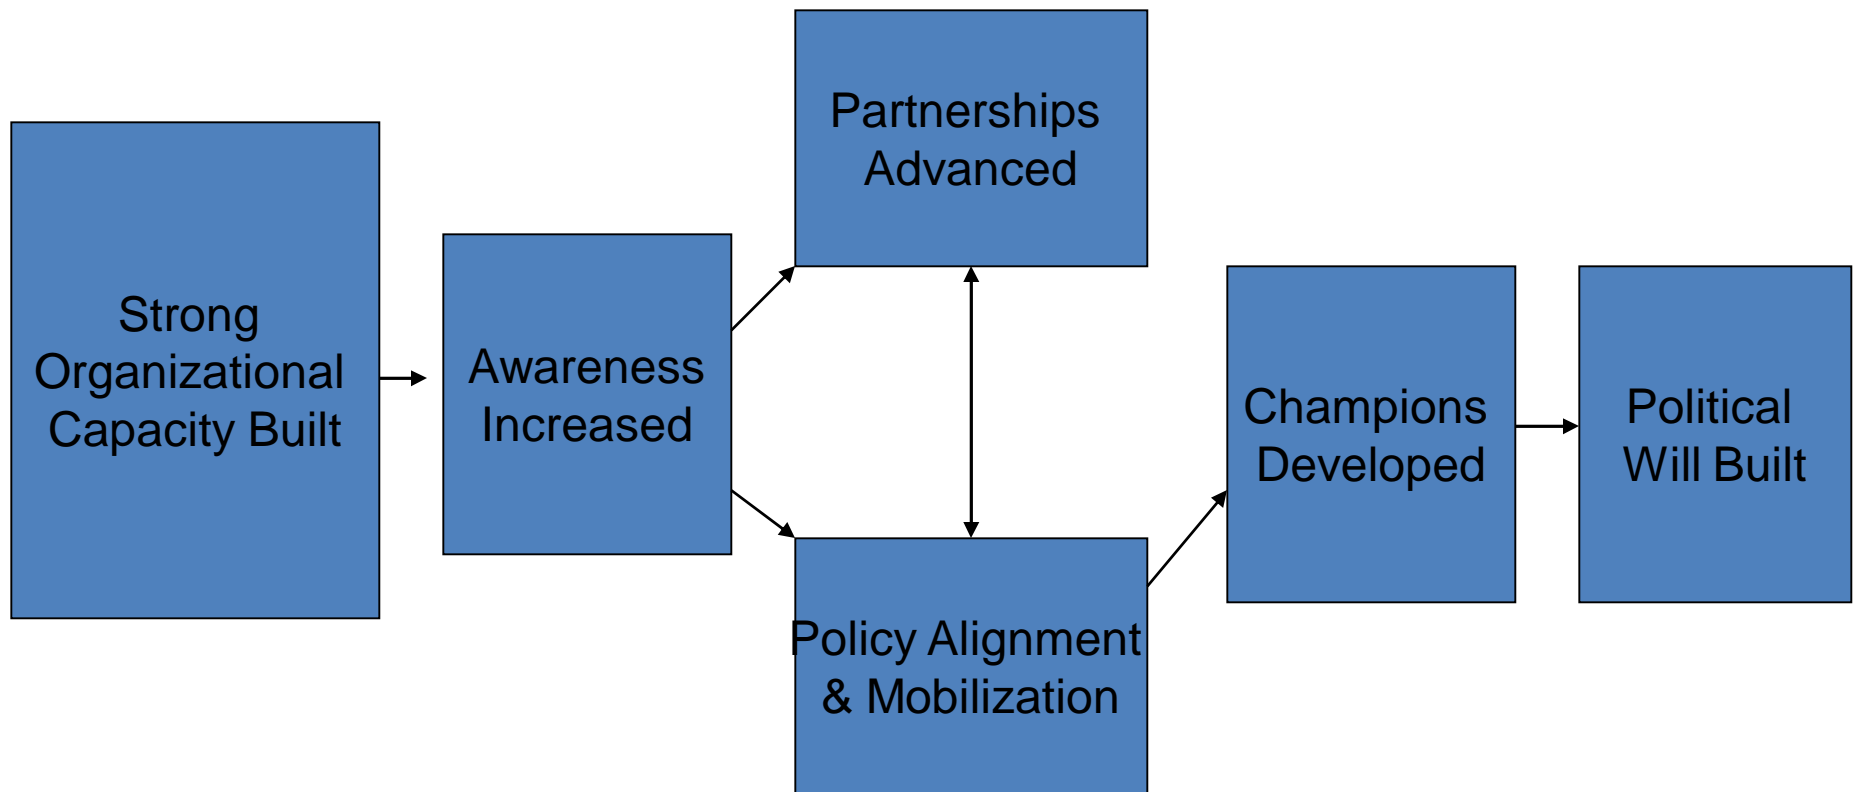 Strong
Organizational
Capacity Built
Awareness
Increased
Partnerships
Advanced
Policy Alignment
& Mobilization
Champions
Developed
Political
Will Built